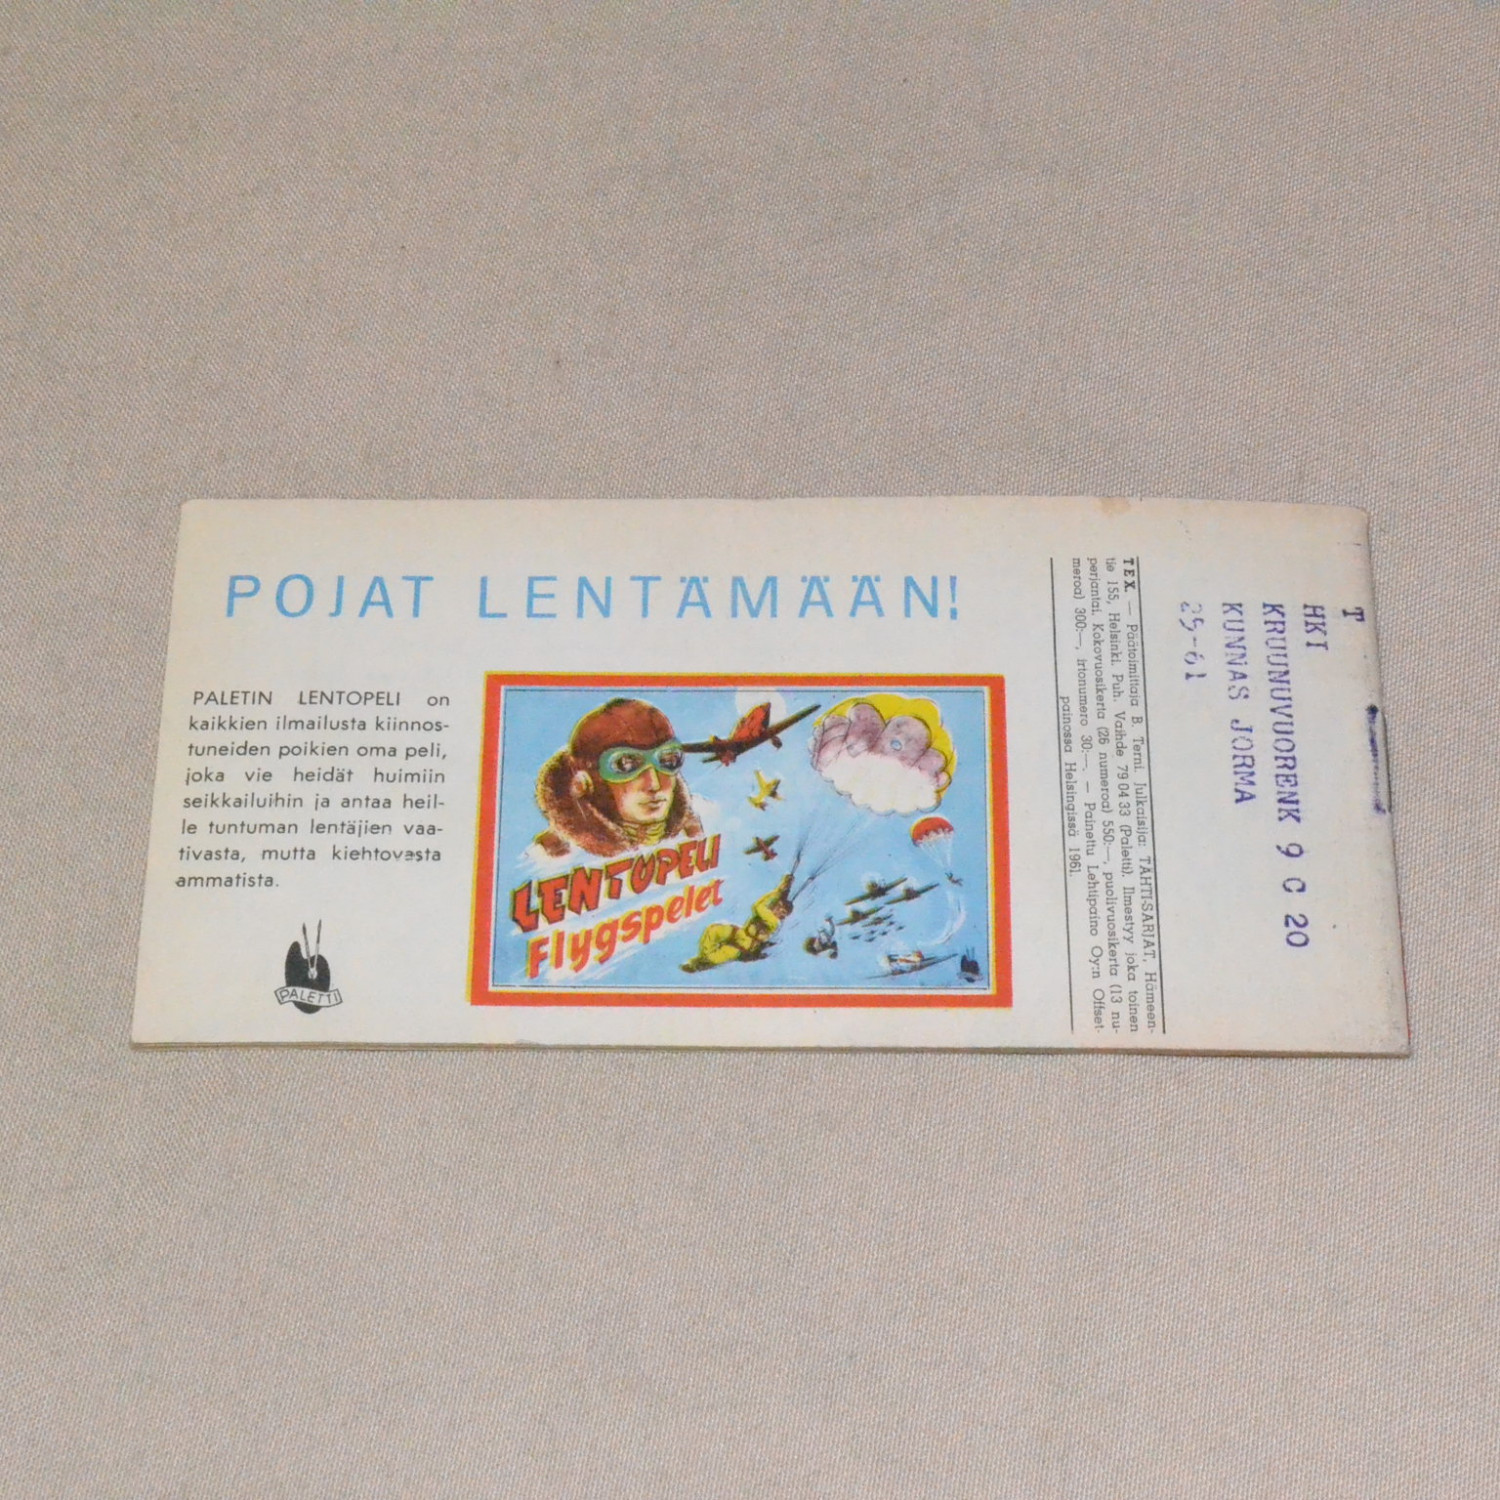 POJAT LENTÄMÄÄN!
PALETIN LENTOPELI on
kaikkien ilmailusta kiinnos-
tuneiden poikien oma peli,
joka vie heidät huimiin
seikkailuihin ja antaa heil-
le tuntuman lentäjien vaa-
tivasta, mutta kiehtovasta
ammatista.
PALETTI
LENTOPELI
Flygspelet
TEX. — Päätoimittaja B. Terni. Julkaisija: TÄHTISARJAT, Hämeen-
tie 155, Helsinki. Puh. Vaihde 79 04 33 (Paletti). Ilmestyy joka toinen
perjantai. Kokovuosikerta (26 numeroa) 550:—, puolivuosikerta (13 nu-
meroa) 300:—, irtonumero 30:—. — Painettu Lehtipaino Oy:n Offset-
painossa Helsingissä 1961.
T
HKI
KRUUNUVUORENK 9 C 20
KUNNAS JORMA
25-61